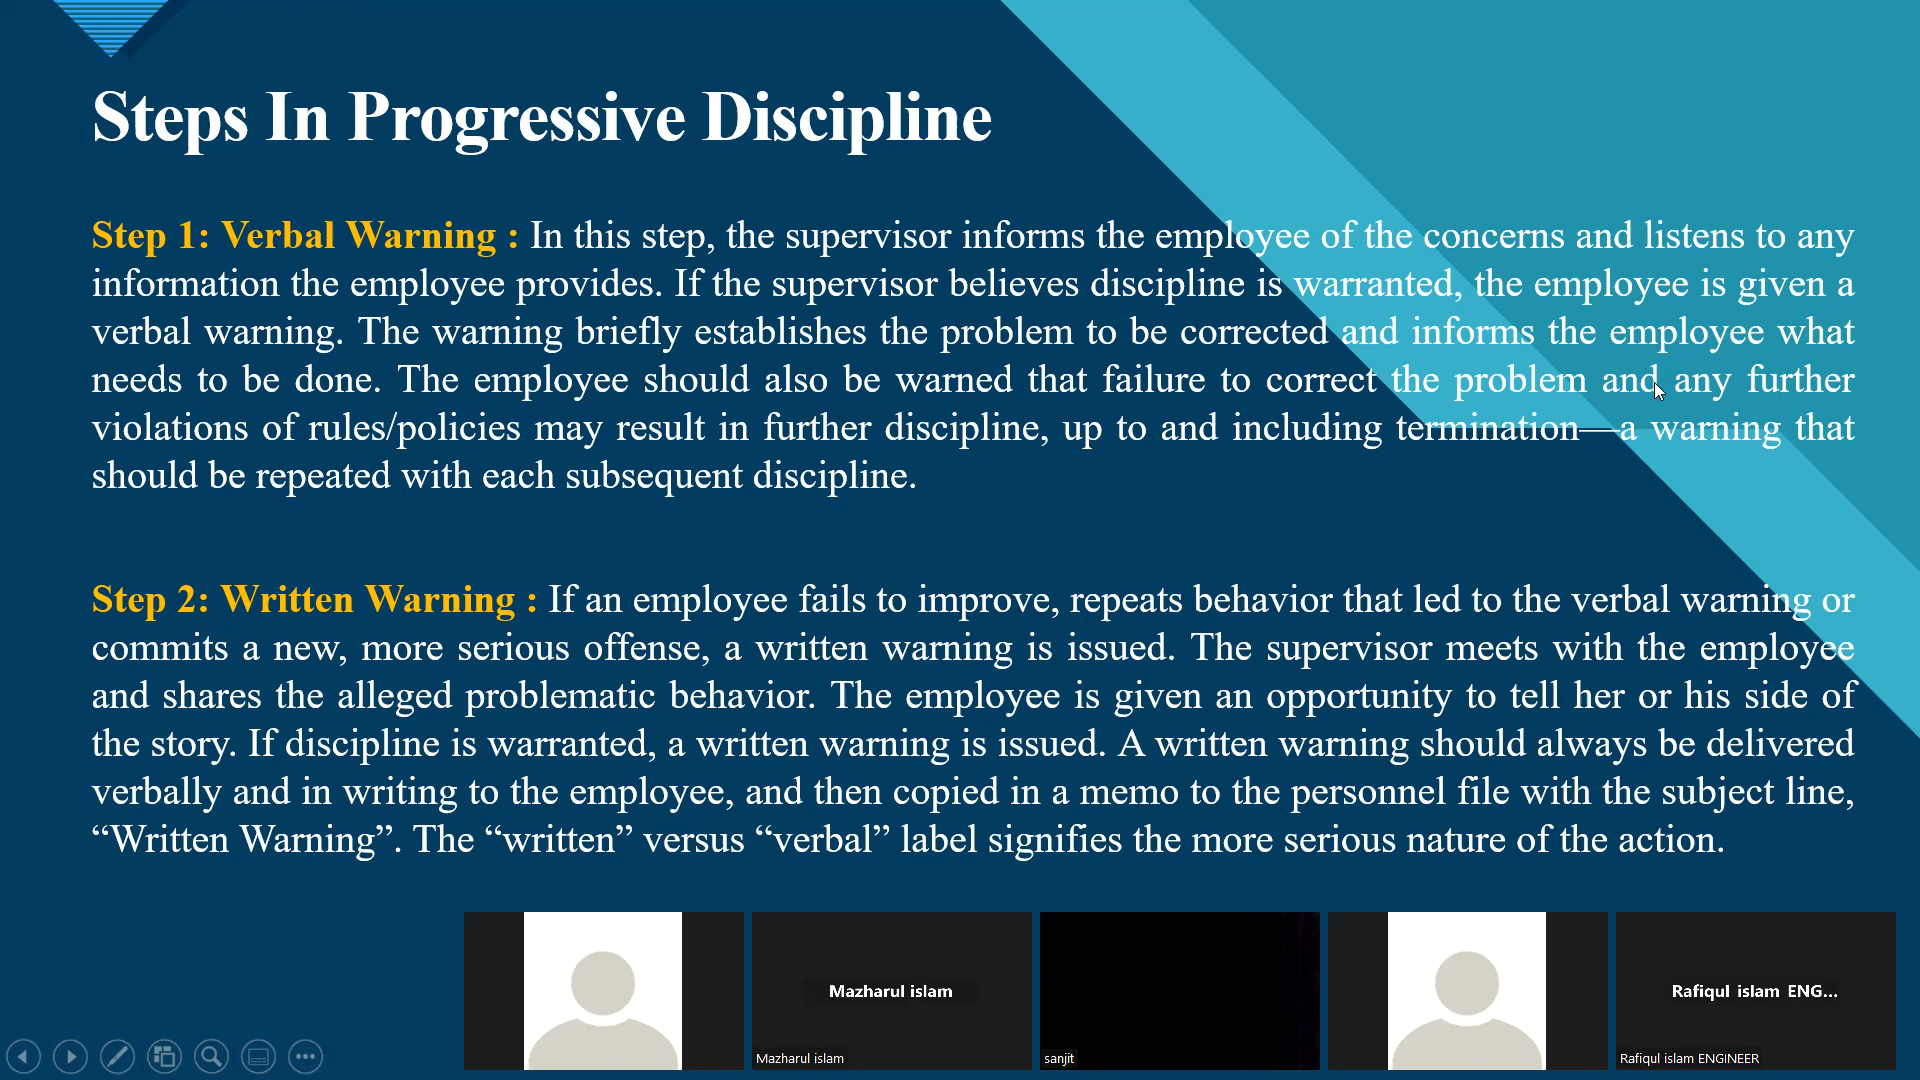 Steps In Progressive Discipline
Step 1: Verbal Warning : In this step, the supervisor informs the employee of the concerns and listens to any
information the employee provides. If the supervisor believes discipline is warranted, the employee is given a
verbal warning. The warning briefly establishes the problem to be corrected and informs the employee what
needs to be done. The employee should also be warned that failure to correct the problem and any further
violations of rules/policies may result in further discipline, up to and including termination—a warning that
should be repeated with each subsequent discipline.
Step 2: Written Warning : If an employee fails to improve, repeats behavior that led to the verbal warning or
commits a new, more serious offense, a written warning is issued. The supervisor meets with the employee
and shares the alleged problematic behavior. The employee is given an opportunity to tell her or his side of
the story. If discipline is warranted, a written warning is issued. A written warning should always be delivered
verbally and in writing to the employee, and then copied in a memo to the personnel file with the subject line,
“Written Warning”. The “written” versus “verbal” label signifies the more serious nature of the action.
Mazharul islam
Rafiqul islam ENG...
Mazharul islam
sanjit
Rafiqul islam ENGINEER